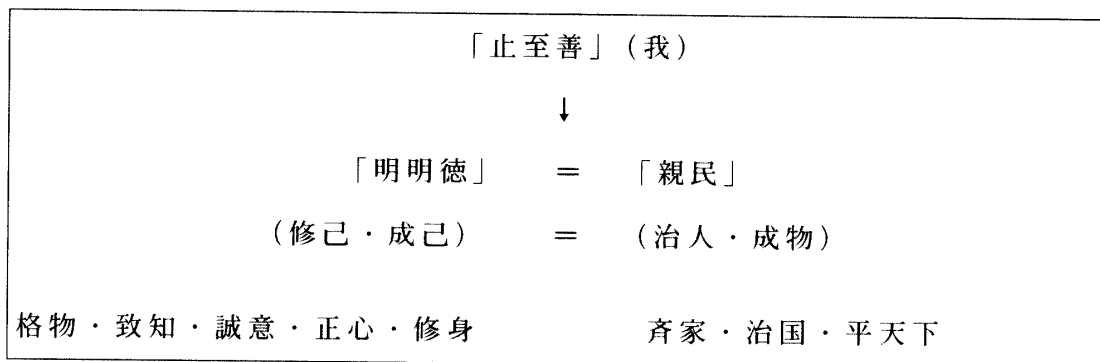 「止至善」(我)
↓
「明明徳」 = 「親民」
(修己・成己) = (治人・成物)
格物・致知・誠意・正心・修身 斉家・治国・平天下